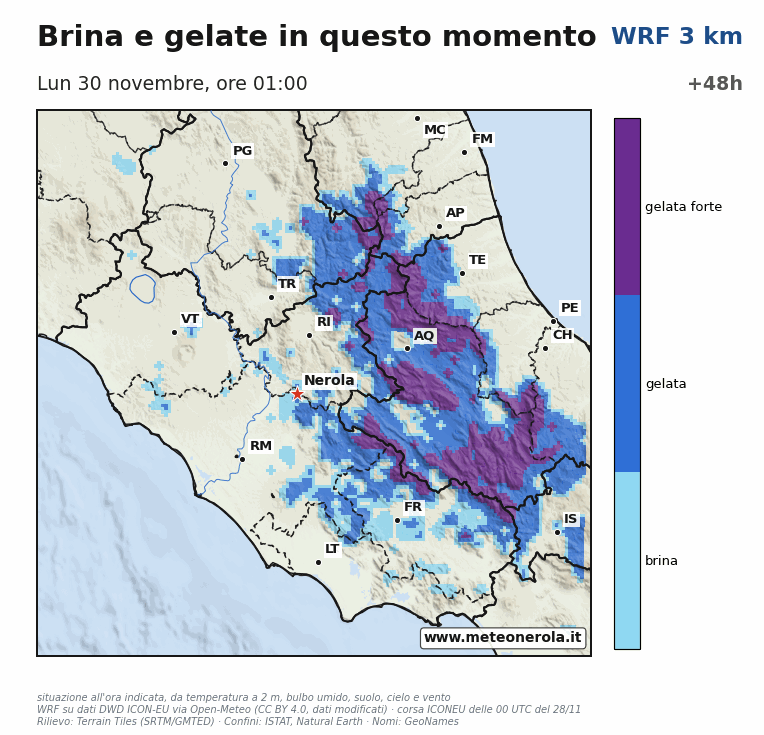 Brina e gelate in questo momento WRF 3 km
Lun 30 novembre, ore 01:00 +48h
MC
FM
PG
AP
TE
TR
PE
VT
RI
AQ
CH
Nerola
RM
FR
IS
LT
gelata forte
gelata
brina
www.meteonerola.it
situazione all'ora indicata, da temperatura a 2 m, bulbo umido, suolo, cielo e vento
WRF su dati DWD ICON-EU via Open-Meteo (CC BY 4.0, dati modificati) · corsa ICONEU delle 00 UTC del 28/11
Rilievo: Terrain Tiles (SRTM/GMTED) · Confini: ISTAT, Natural Earth · Nomi: GeoNames